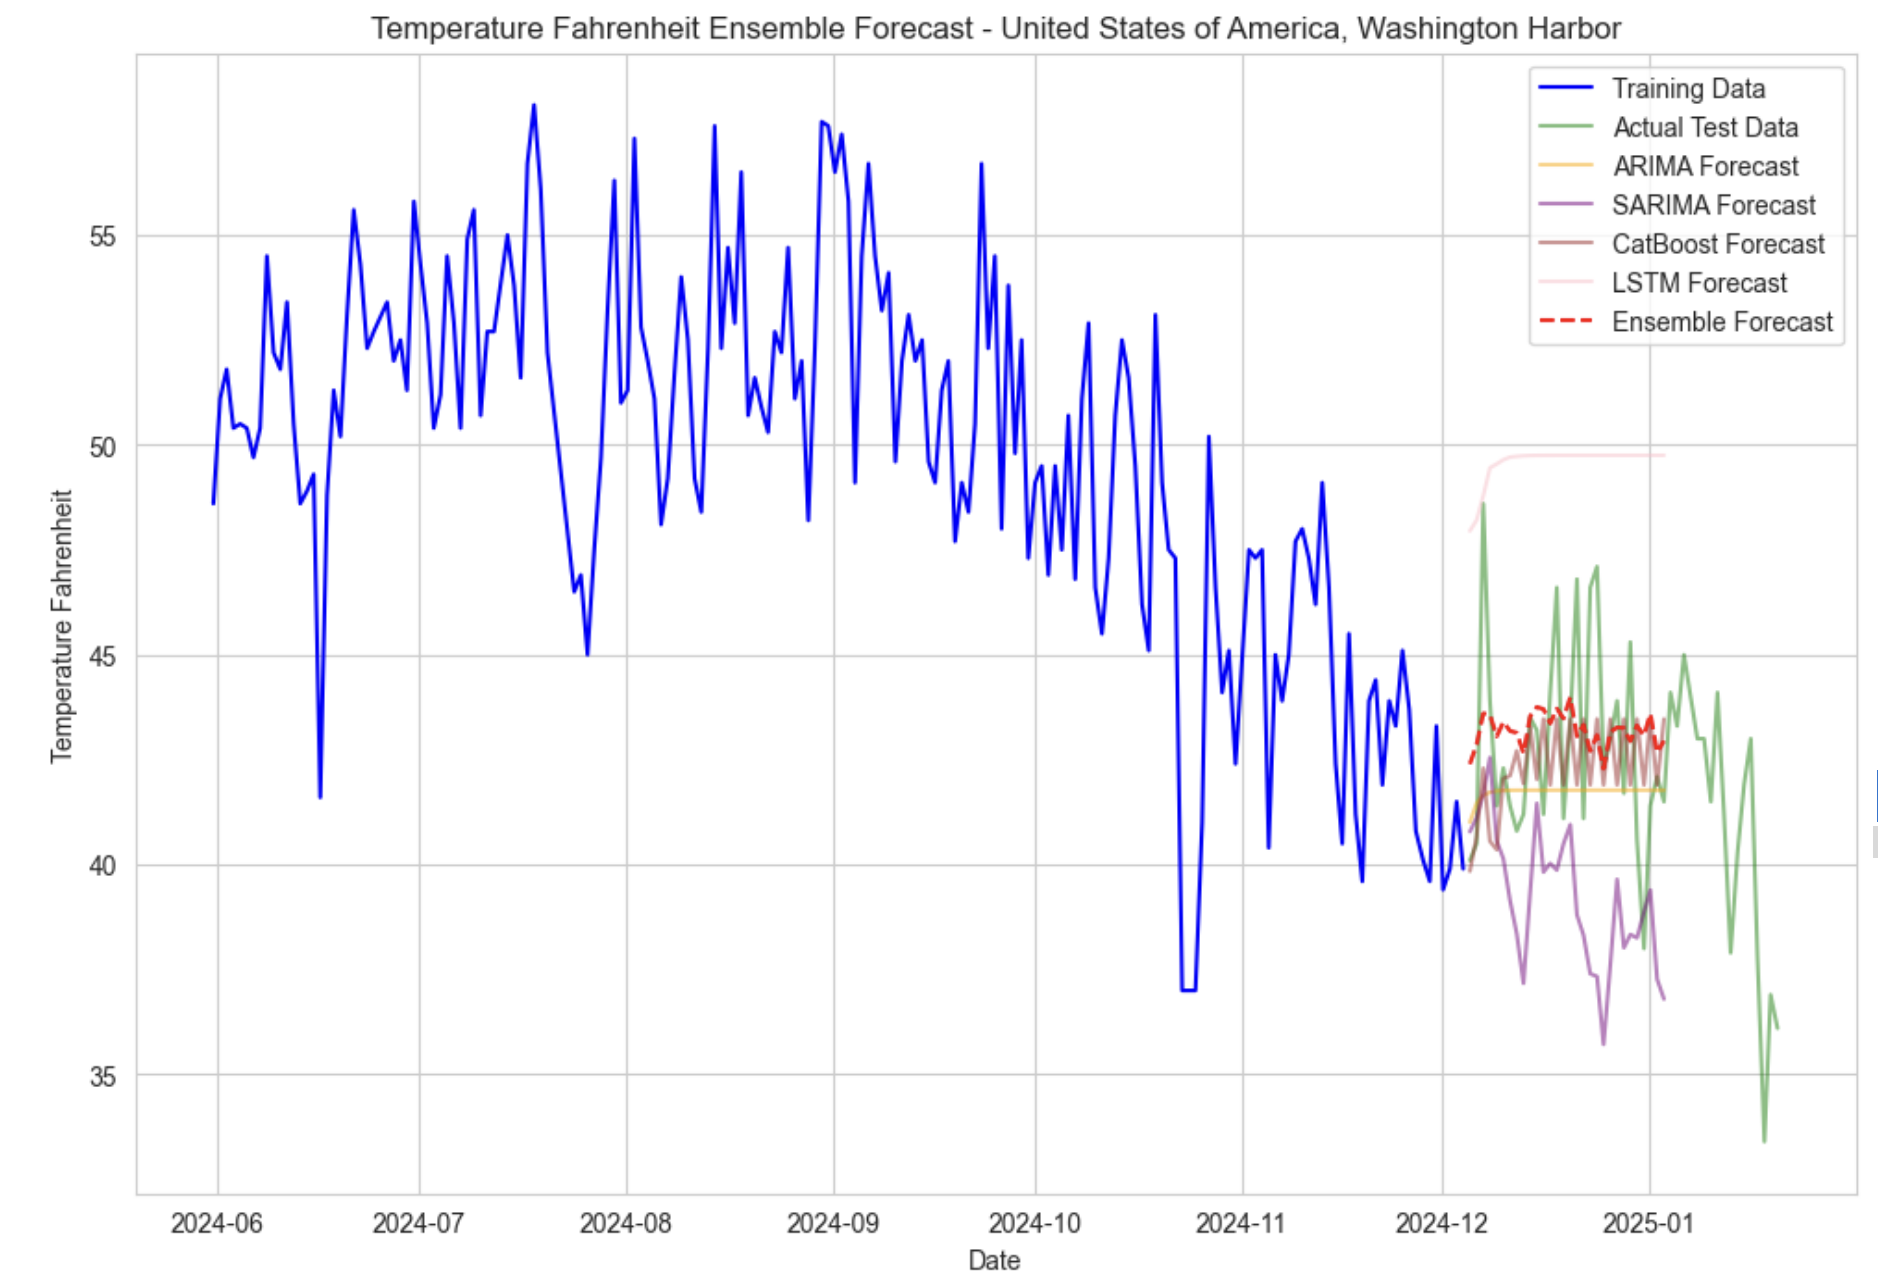 Temperature Fahrenheit Ensemble Forecast - United States of America, Washington Harbor
Training Data
Actual Test Data
ARIMA Forecast
SARIMA Forecast
CatBoost Forecast
LSTM Forecast
Ensemble Forecast
Temperature Fahrenheit
55
50
45
40
35
2024-06 2024-07 2024-08 2024-09 2024-10 2024-11 2024-12 2025-01
Date